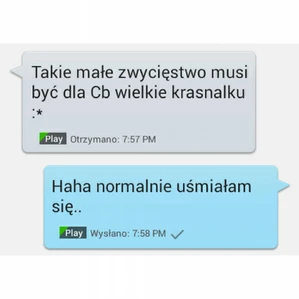 Takie małe zwycięstwo musi
być dla Cb wielkie krasnalku
:*
Play Otrzymano: 7:57 PM
Haha normalnie uśmiałam
się..
Play Wysłano: 7:58 PM